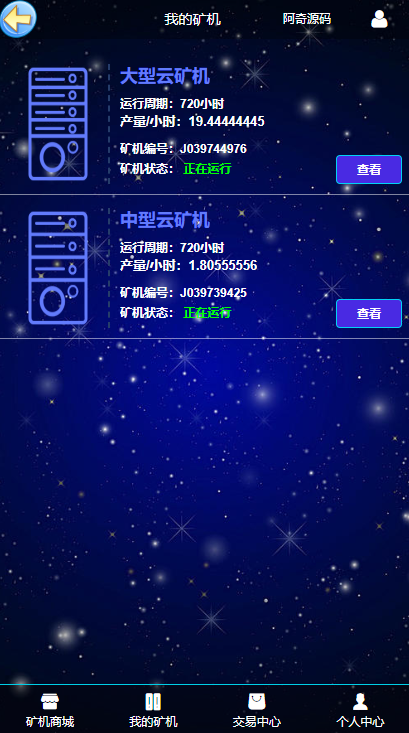 我的矿机 阿奇源码
大型云矿机
运行周期：720小时
产量/小时：19.44444445
矿机编号：J039744976
矿机状态： 正在运行
查看
中型云矿机
运行周期：720小时
产量/小时：1.80555556
矿机编号：J039739425
矿机状态： 正在运行
查看
矿机商城 我的矿机 交易中心 个人中心